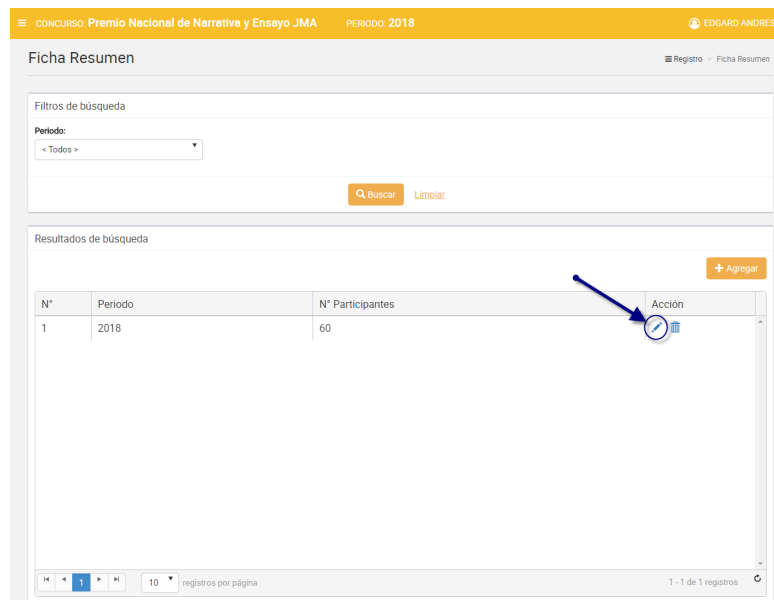 CONCURSO: Premio Nacional de Narrativa y Ensayo JMA PERIODO: 2018 EDGARD ANDRES
Ficha Resumen Registro > Ficha Resumen
Filtros de búsqueda
Periodo:
< Todos >
Buscar Limpiar
Resultados de búsqueda
+ Agregar
N° Periodo N° Participantes Acción
1 2018 60
1 10 registros por página 1 - 1 de 1 registros